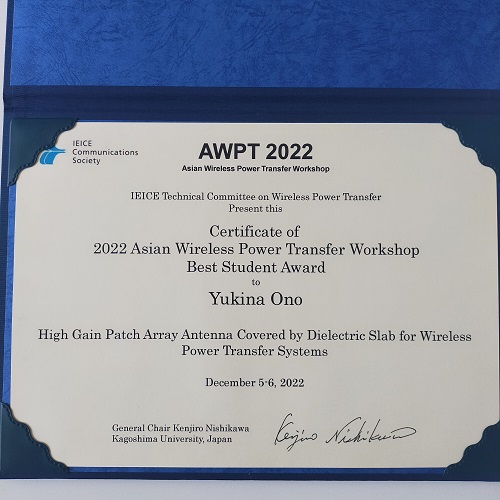 IEICE
Communications
Society
AWPT 2022
Asian Wireless Power Transfer Workshop
IEICE Technical Committee on Wireless Power Transfer
Present this
Certificate of
2022 Asian Wireless Power Transfer Workshop
Best Student Award
to
Yukina Ono
High Gain Patch Array Antenna Covered by Dielectric Slab for Wireless
Power Transfer Systems
December 5-6, 2022
General Chair Kenjiro Nishikawa
Kagoshima University, Japan
Kenjiro Nishikawa